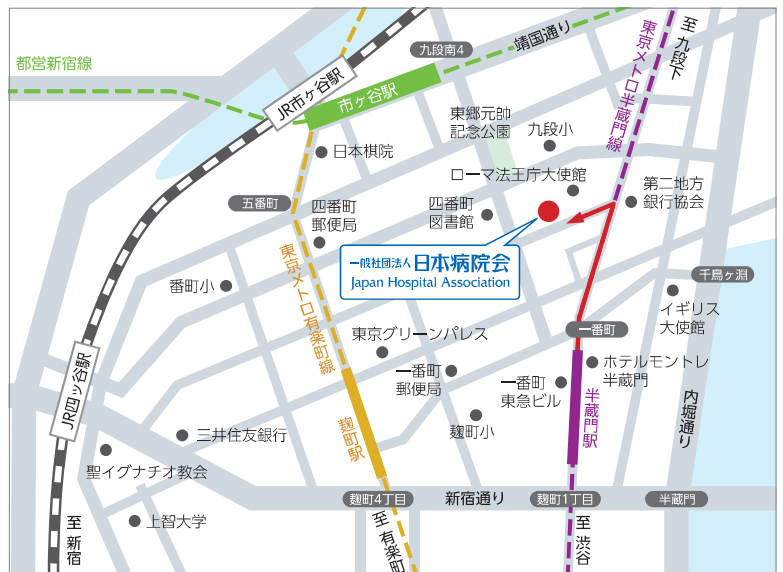 都営新宿線
JR市ヶ谷駅
市ヶ谷駅
九段南4
靖国通り
東京メトロ半蔵門線
至 九段下
日本棋院
東郷元帥
記念公園
九段小
ローマ法王庁大使館
第二地方
銀行協会
五番町
四番町
郵便局
四番町
図書館
一般社団法人 日本病院会
Japan Hospital Association
番町小
東京メトロ有楽町線
千鳥ヶ淵
イギリス
大使館
一番町
東京グリーンパレス
一番町
郵便局
一番町
東急ビル
ホテルモントレ
半蔵門
JR四ッ谷駅
麹町駅
麹町小
半蔵門駅
内堀通り
三井住友銀行
聖イグナチオ教会
上智大学
至 新宿
麹町4丁目
新宿通り
麹町1丁目
半蔵門
至 有楽町
至 渋谷